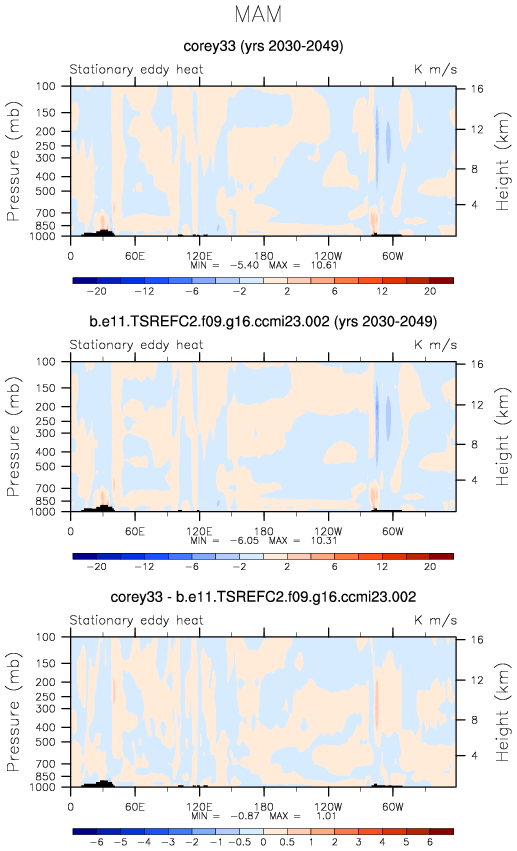 MAM
corey33 (yrs 2030-2049)
Stationary eddy heat K m/s
Pressure (mb)
100
150
200
250
300
400
500
700
850
1000
16
12
8
4
Height (km)
0 60E 120E 180 120W 60W
MIN = -5.40 MAX = 10.61
-20 -12 -6 -2 2 6 12 20
b.e11.TSREFC2.f09.g16.ccmi23.002 (yrs 2030-2049)
Stationary eddy heat K m/s
Pressure (mb)
100
150
200
250
300
400
500
700
850
1000
16
12
8
4
Height (km)
0 60E 120E 180 120W 60W
MIN = -6.05 MAX = 10.31
-20 -12 -6 -2 2 6 12 20
corey33 - b.e11.TSREFC2.f09.g16.ccmi23.002
Stationary eddy heat K m/s
Pressure (mb)
100
150
200
250
300
400
500
700
850
1000
16
12
8
4
Height (km)
0 60E 120E 180 120W 60W
MIN = -0.87 MAX = 1.01
-6 -5 -4 -3 -2 -1 -0.5 0 0.5 1 2 3 4 5 6